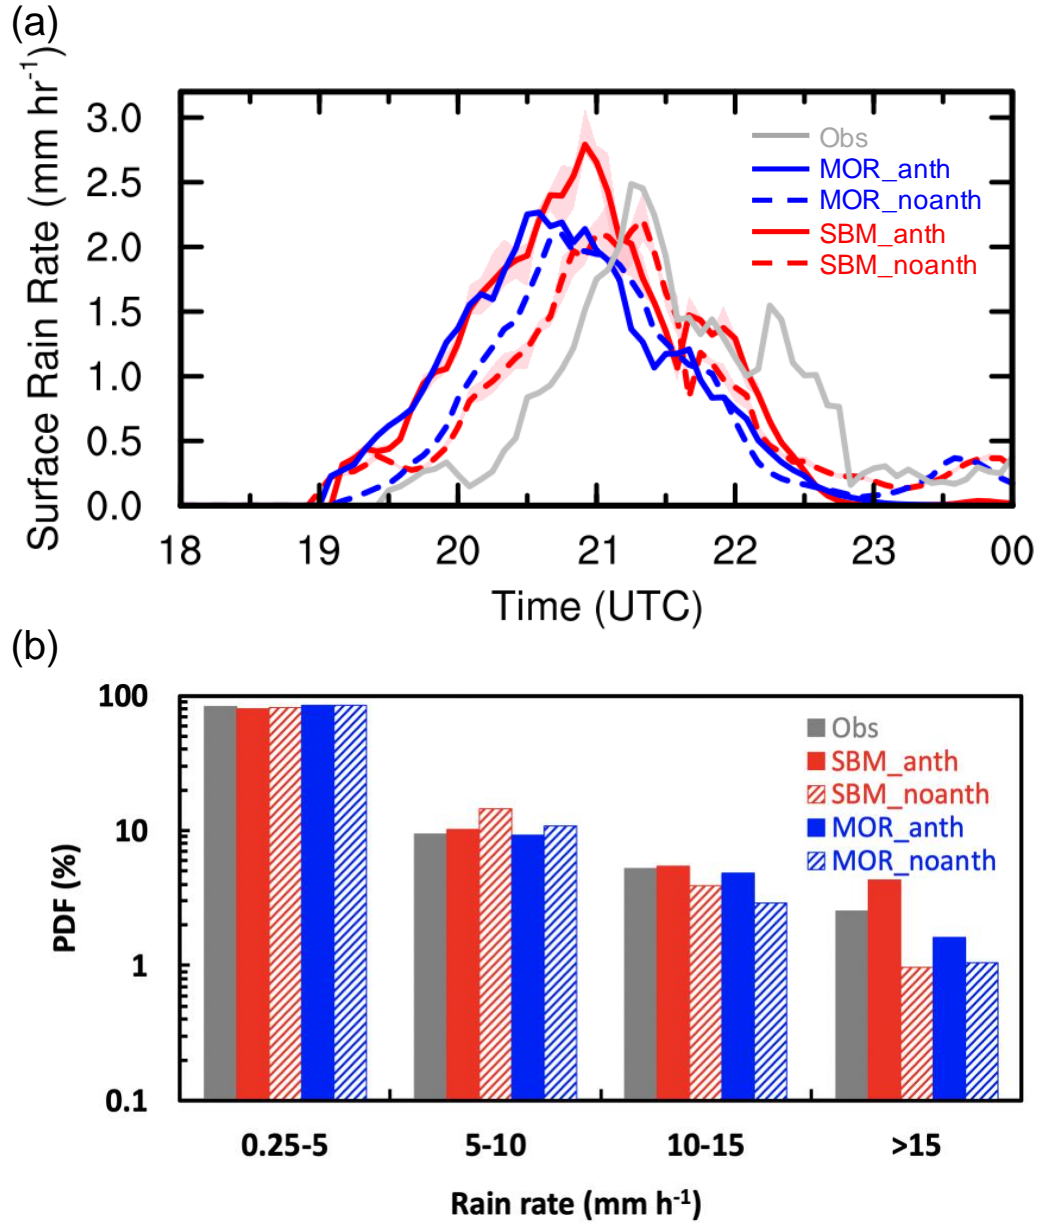 (a)
Surface Rain Rate (mm hr-1)
3.0
2.5
2.0
1.5
1.0
0.5
0.0
Obs
MOR_anth
MOR_noanth
SBM_anth
SBM_noanth
18 19 20 21 22 23 00
Time (UTC)
(b)
PDF (%)
100
10
1
0.1
Obs
SBM_anth
SBM_noanth
MOR_anth
MOR_noanth
0.25-5 5-10 10-15 >15
Rain rate (mm h-1)